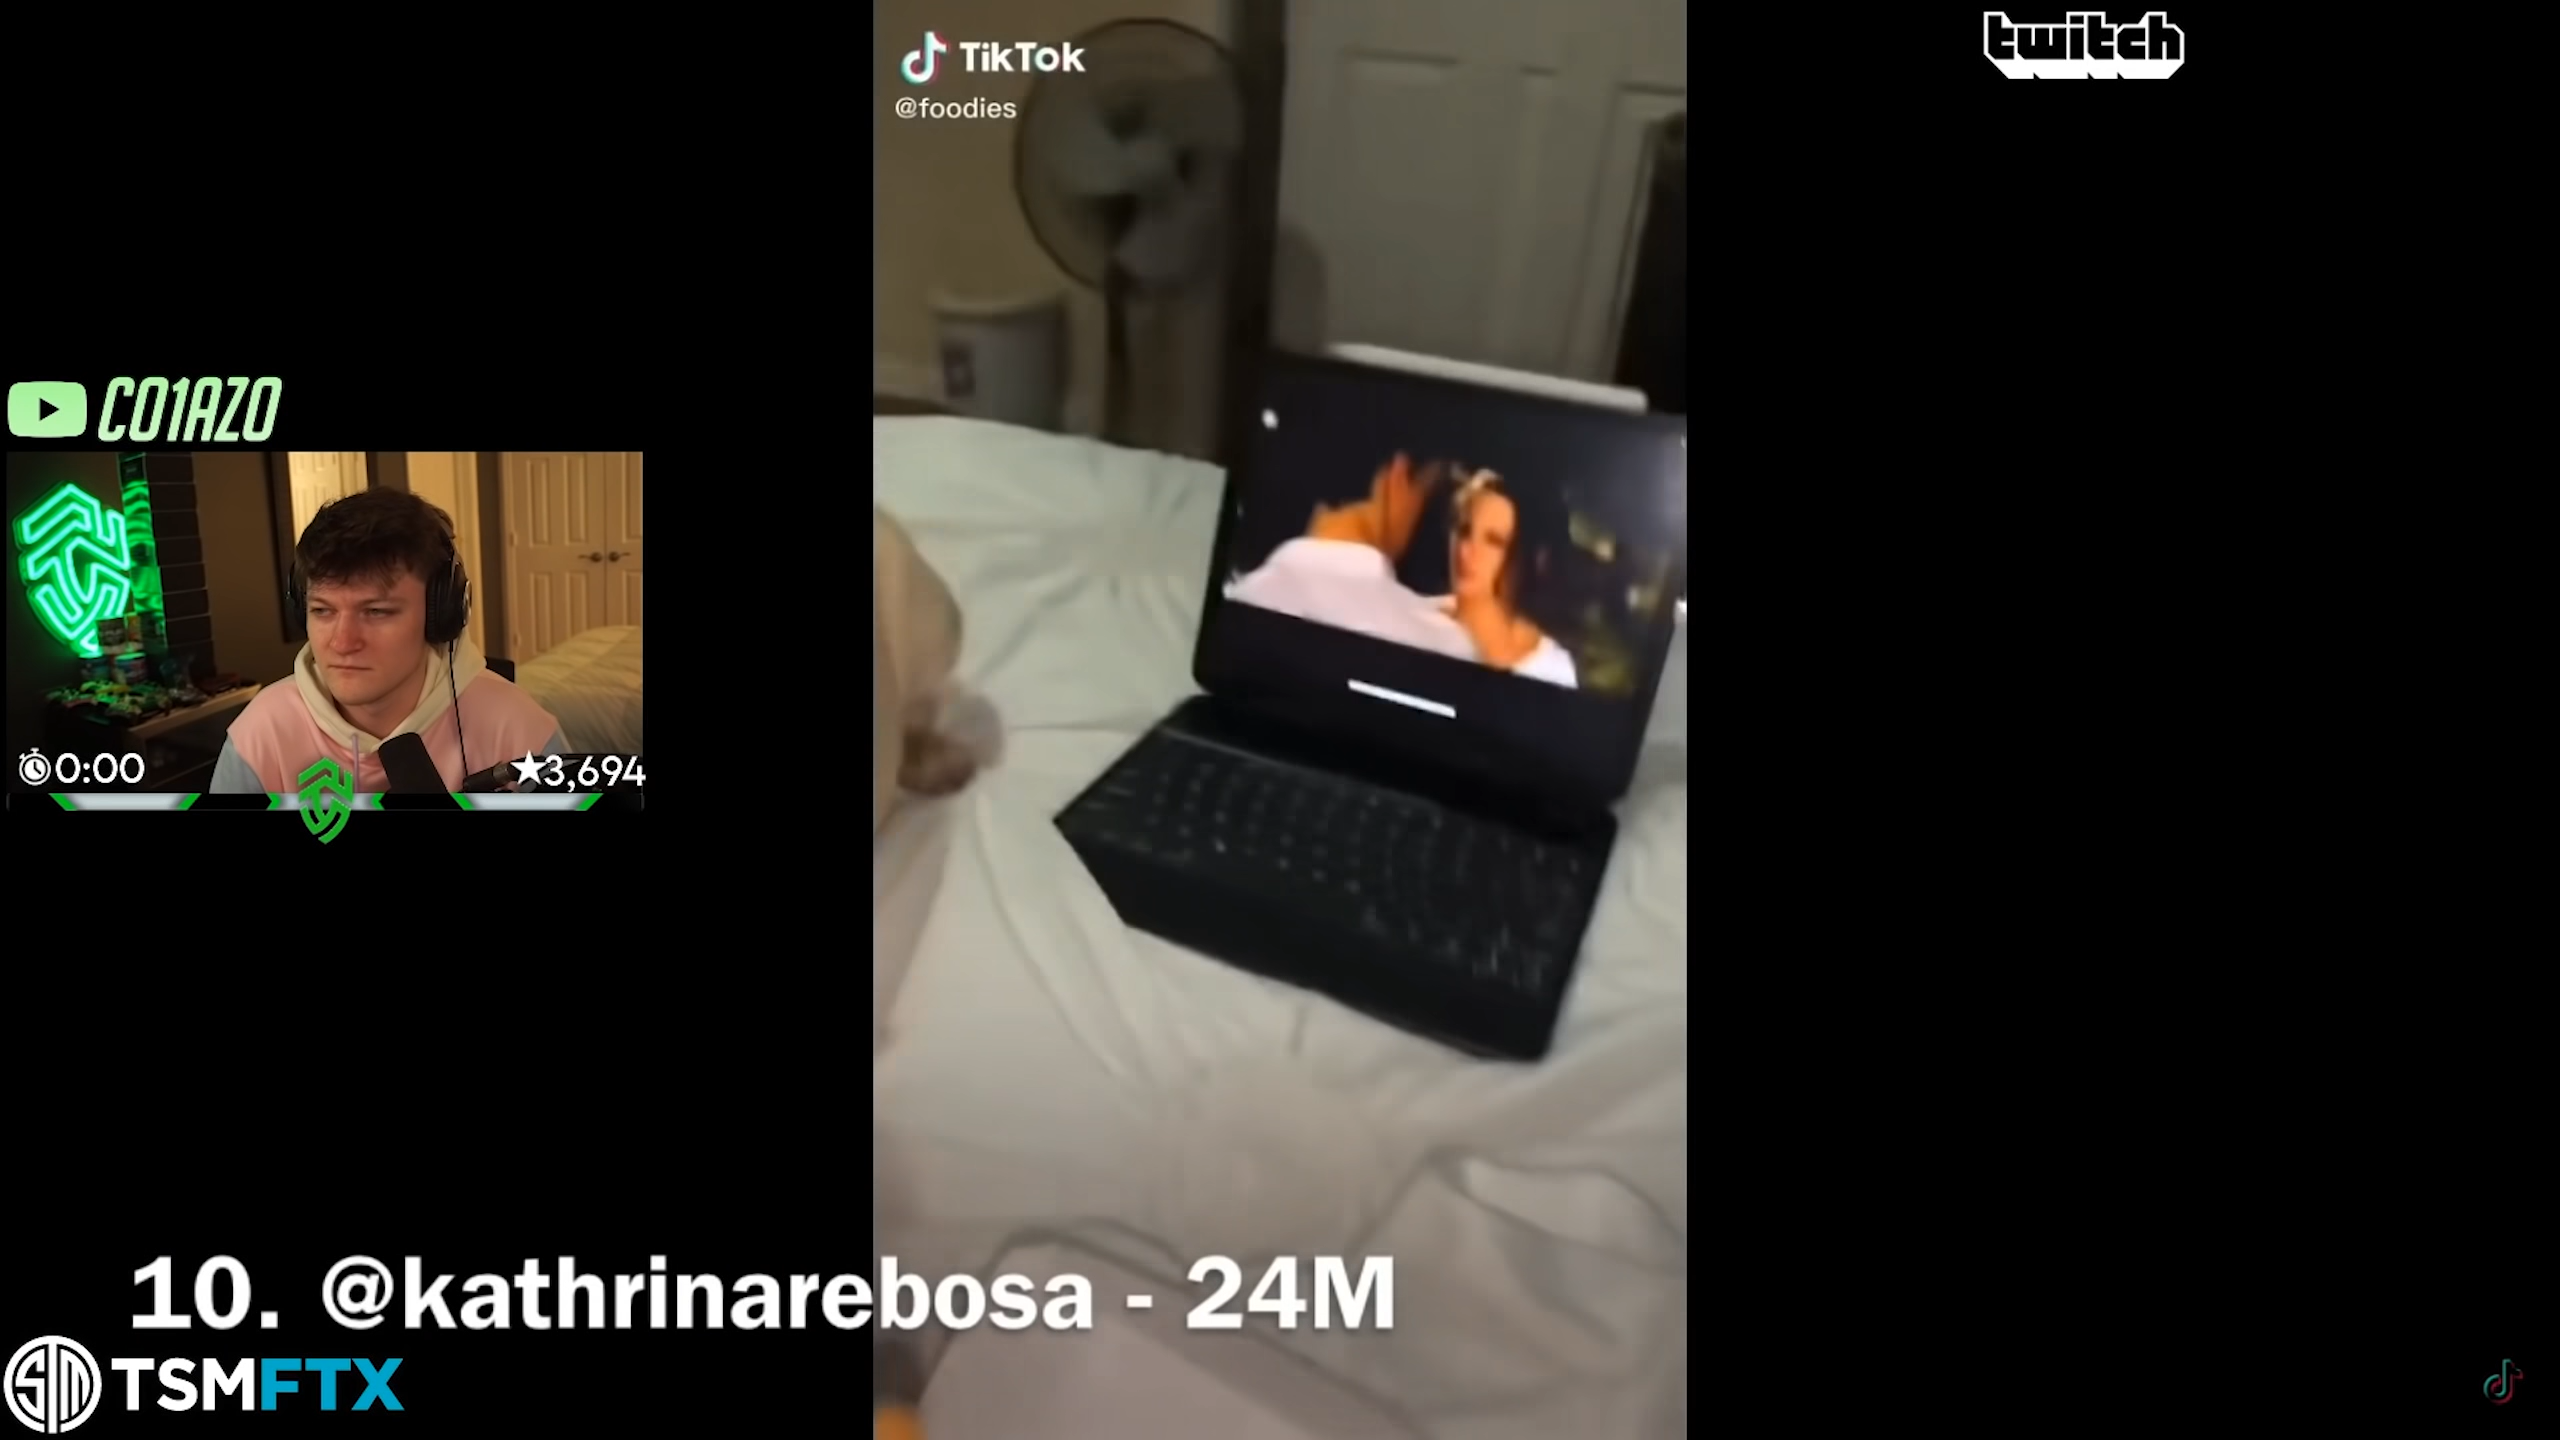 TikTok
@foodies
twitch
CO1AZO
0:00
3,694
10. @kathrinarebosa - 24M
TSMFTX